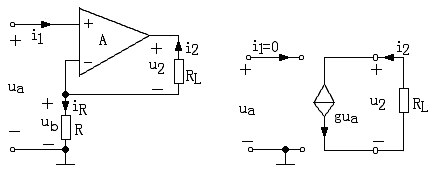 +
i1
+
A
−
+
u2
−
i2
RL
ua
+
iR
ub
R
−
−
i1=0
i2
+
+
ua
u2
RL
gua
−
−